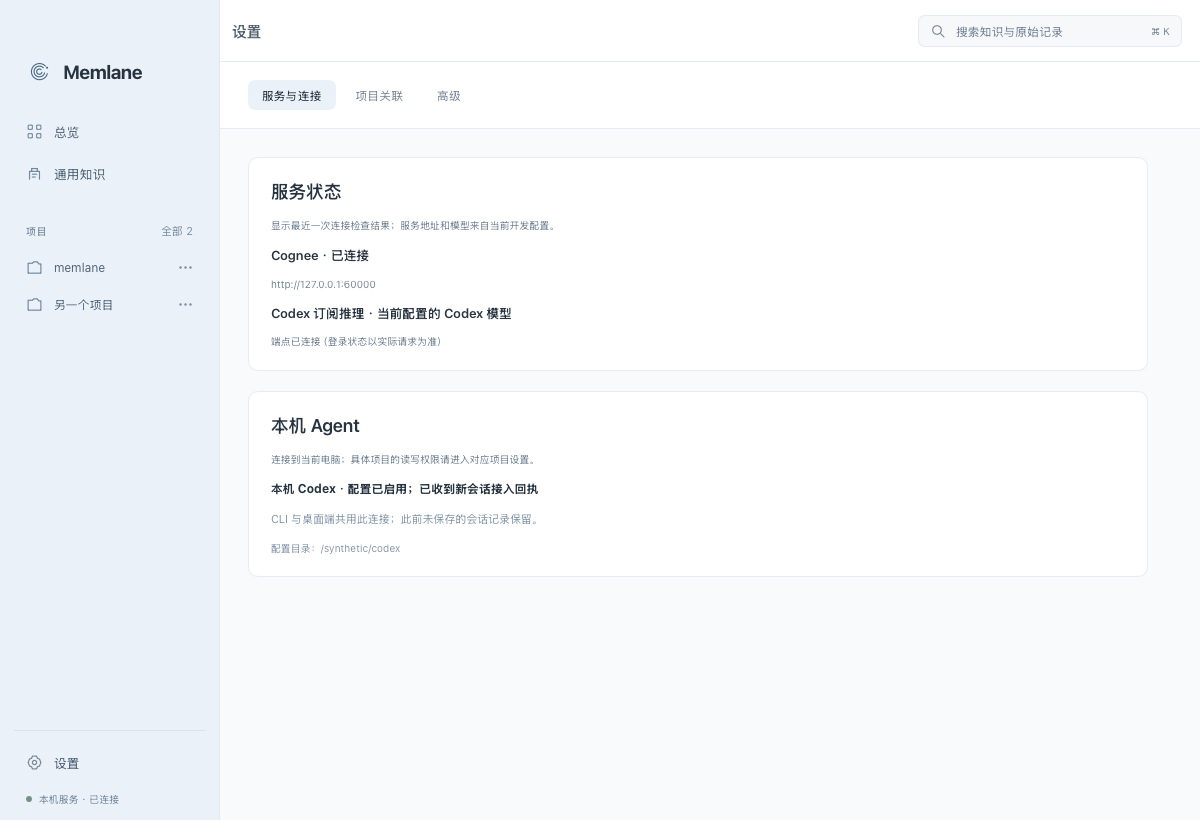 Memlane
总览
通用知识
项目
全部 2
memlane
另一个项目
设置
本机服务 · 已连接
设置
搜索知识与原始记录
⌘ K
服务与连接
项目关联
高级
服务状态
显示最近一次连接检查结果；服务地址和模型来自当前开发配置。
Cognee · 已连接
http://127.0.0.1:60000
Codex 订阅推理 · 当前配置的 Codex 模型
端点已连接 (登录状态以实际请求为准)
本机 Agent
连接到当前电脑；具体项目的读写权限请进入对应项目设置。
本机 Codex · 配置已启用；已收到新会话接入回执
CLI 与桌面端共用此连接；此前未保存的会话记录保留。
配置目录：/synthetic/codex